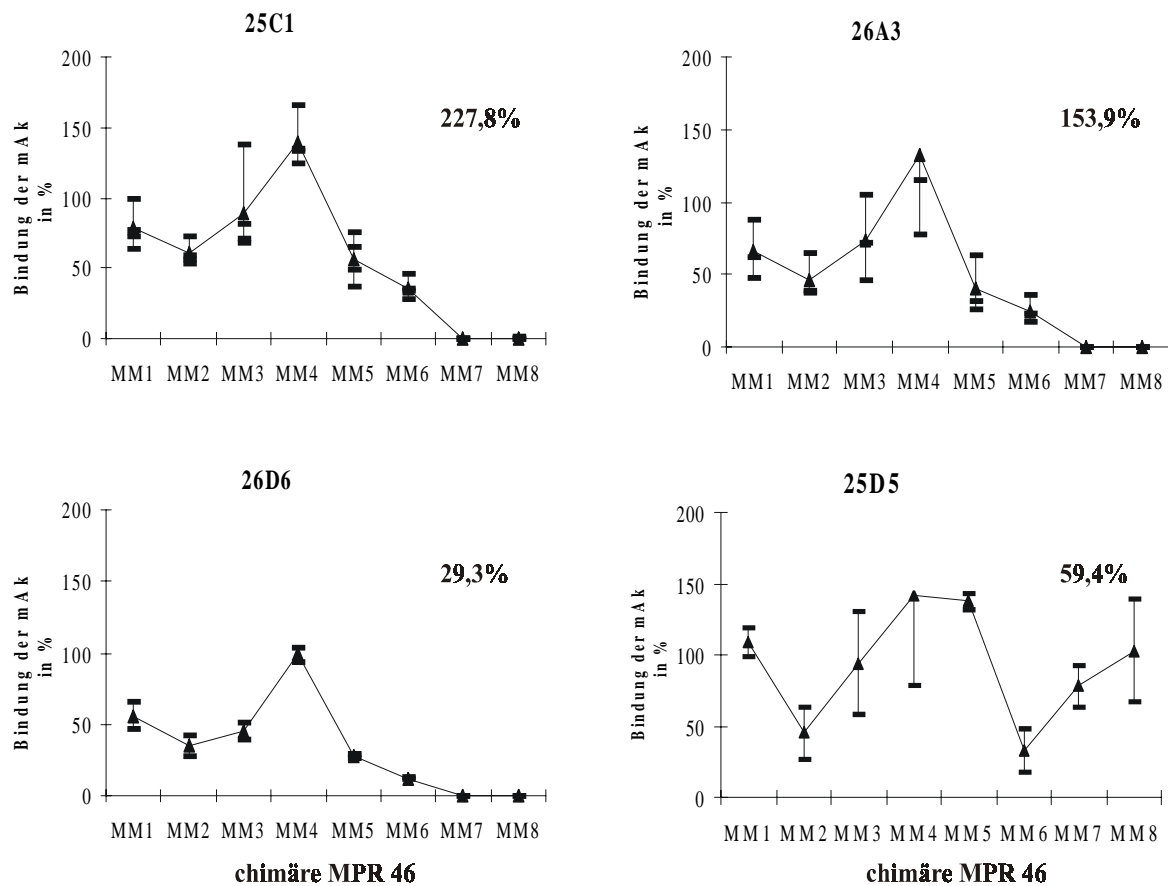 25C1
200
150
100
50
0
Bindung der mAk
in %
227,8%
MM1 MM2 MM3 MM4 MM5 MM6 MM7 MM8
26A3
200
150
100
50
0
Bindung der mAk
in %
153,9%
MM1 MM2 MM3 MM4 MM5 MM6 MM7 MM8
26D6
200
150
100
50
0
Bindung der mAk
in %
29,3%
MM1 MM2 MM3 MM4 MM5 MM6 MM7 MM8
chimäre MPR 46
25D5
200
150
100
50
0
Bindung der mAk
in %
59,4%
MM1 MM2 MM3 MM4 MM5 MM6 MM7 MM8
chimäre MPR 46